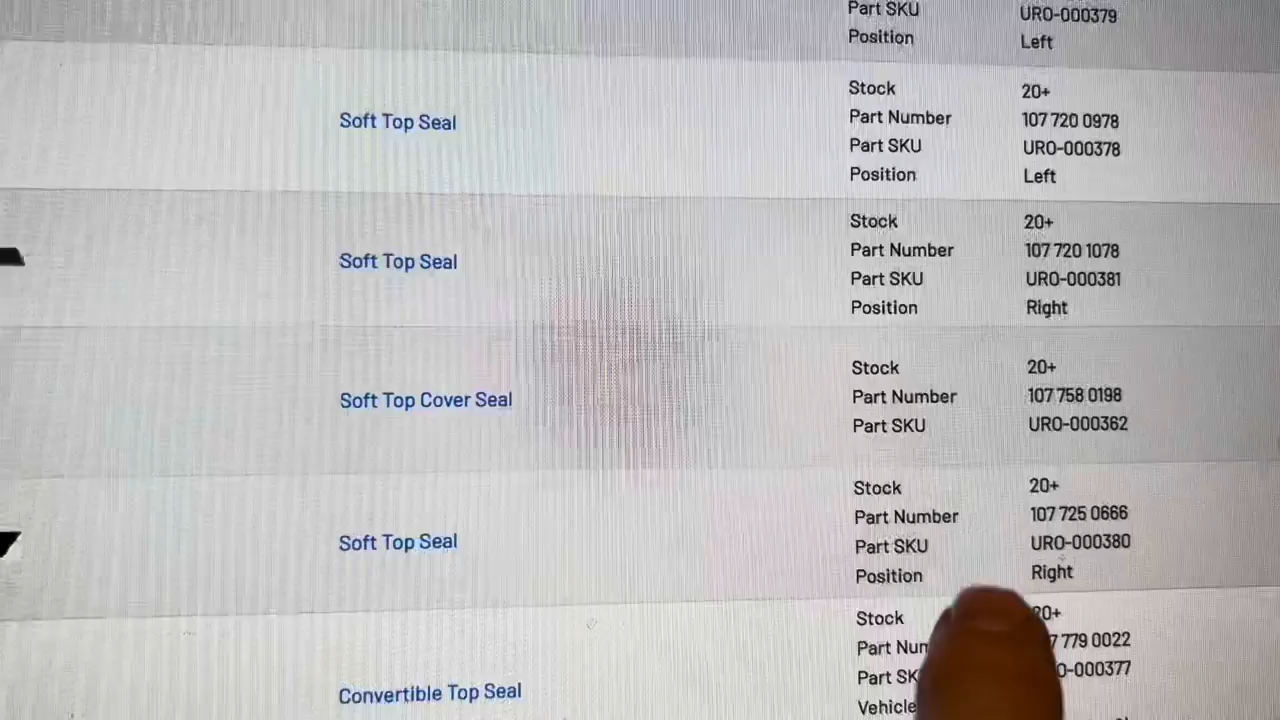 Part SKU URO-000379
Position Left
Soft Top Seal
Stock 20+
Part Number 107 720 0978
Part SKU URO-000378
Position Left
Soft Top Seal
Stock 20+
Part Number 107 720 1078
Part SKU URO-000381
Position Right
Soft Top Cover Seal
Stock 20+
Part Number 107 758 0198
Part SKU URO-000362
Soft Top Seal
Stock 20+
Part Number 107 725 0666
Part SKU URO-000380
Position Right
Convertible Top Seal
Stock 20+
Part Num 7 779 0022
Part SK O-000377
Vehicle